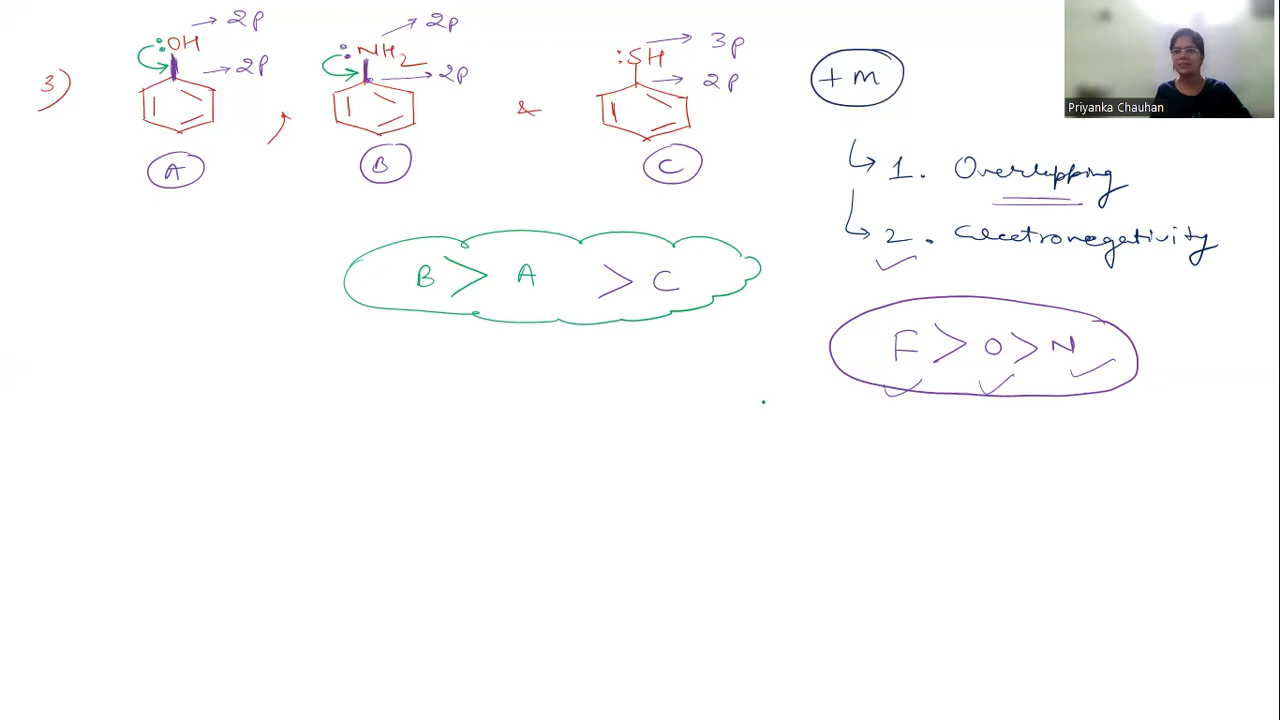 3)
:OH → 2p
→ 2p
A
,
:NH2 → 2p
→ 2p
B
&
:SH → 3p
→ 2p
C
+m
1. Overlapping
2. Electronegativity
B > A > C
F > O > N
Priyanka Chauhan